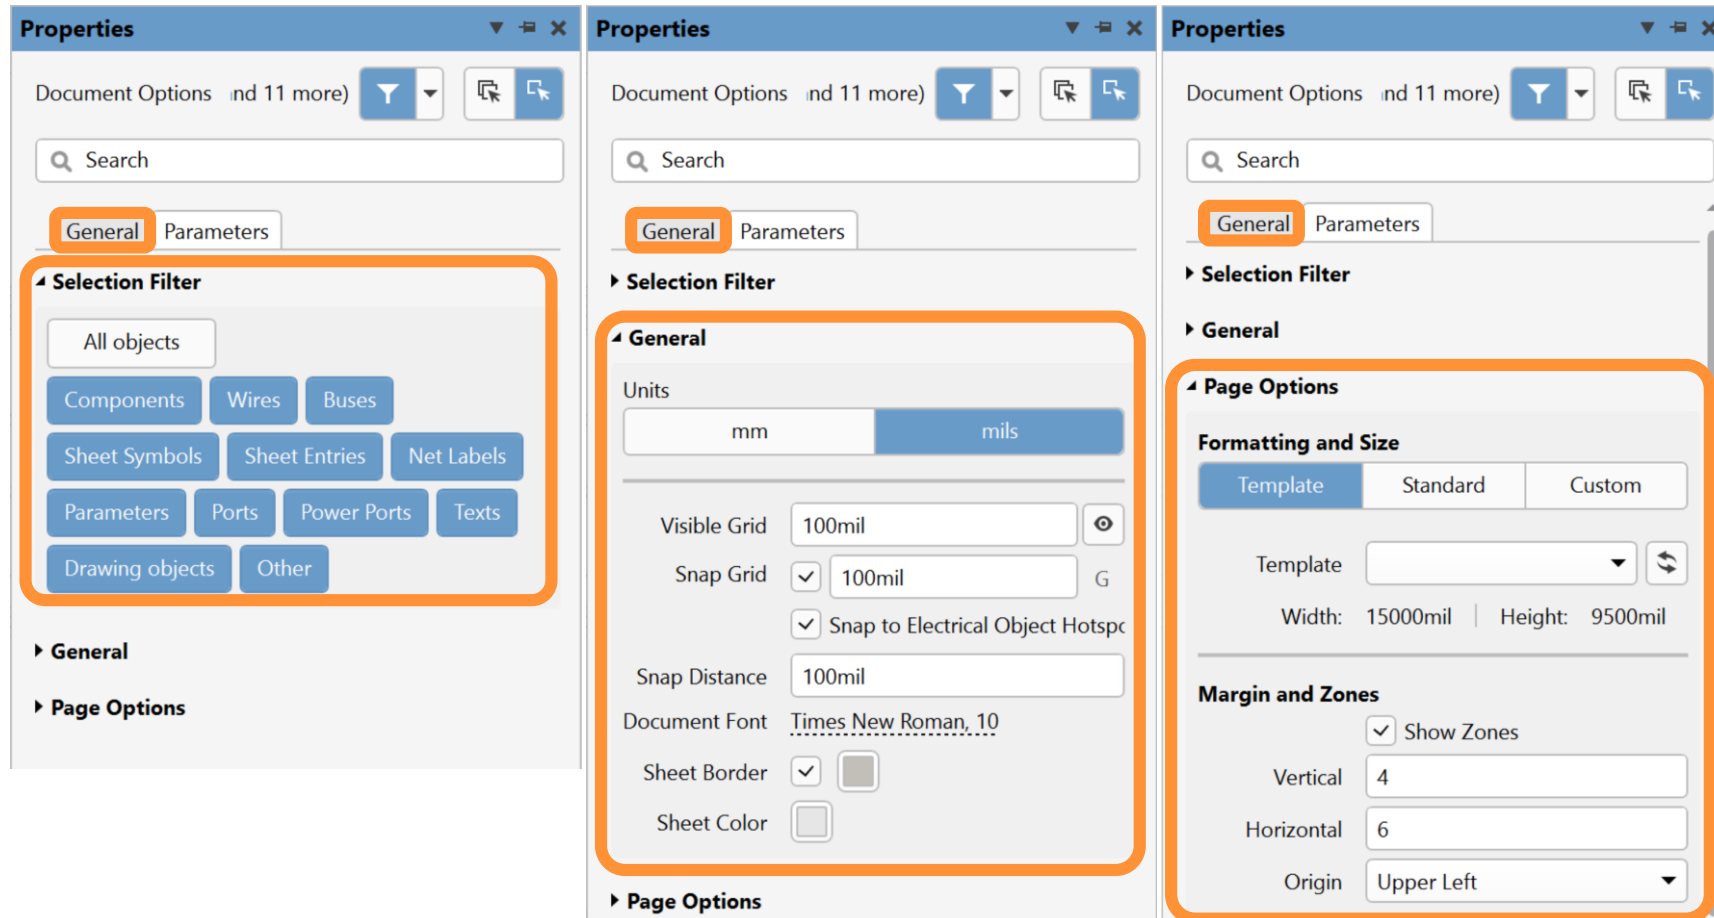 Properties
Document Options nd 11 more)
Search
General Parameters
Selection Filter
All objects
Components Wires Buses
Sheet Symbols Sheet Entries Net Labels
Parameters Ports Power Ports Texts
Drawing objects Other
General
Page Options
Properties
Document Options nd 11 more)
Search
General Parameters
Selection Filter
General
Units
mm mils
Visible Grid 100mil
Snap Grid 100mil G
Snap to Electrical Object Hotspo
Snap Distance 100mil
Document Font Times New Roman, 10
Sheet Border
Sheet Color
Page Options
Properties
Document Options nd 11 more)
Search
General Parameters
Selection Filter
General
Page Options
Formatting and Size
Template Standard Custom
Template
Width: 15000mil | Height: 9500mil
Margin and Zones
Show Zones
Vertical 4
Horizontal 6
Origin Upper Left